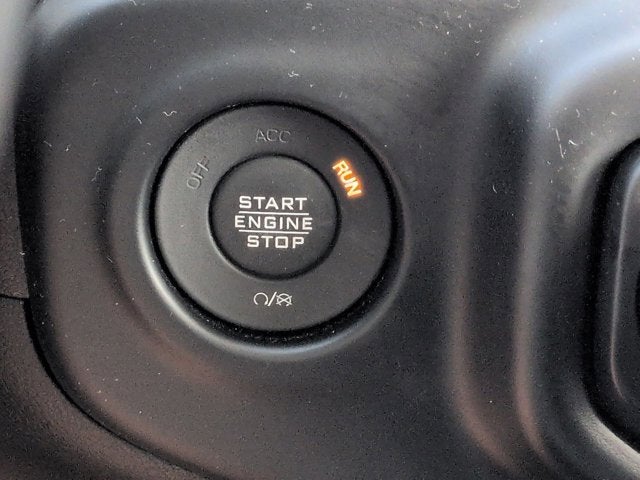 OFF
ACC
RUN
START
ENGINE
STOP